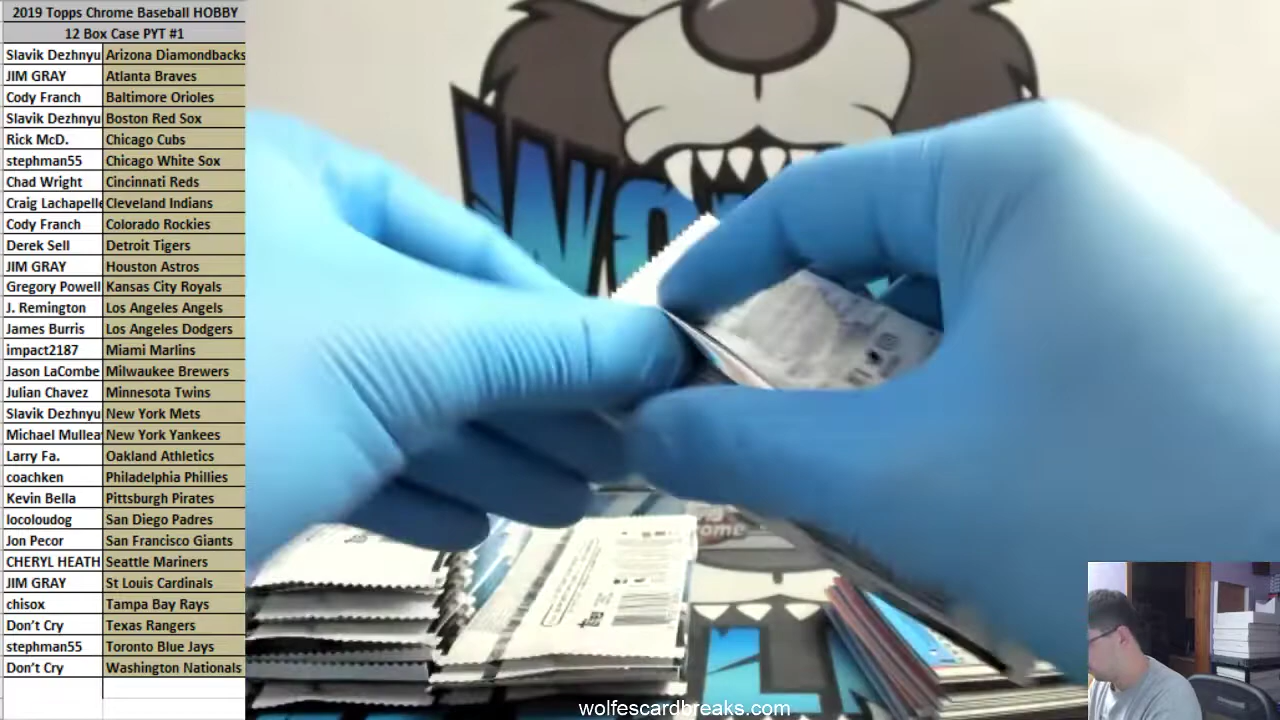 2019 Topps Chrome Baseball HOBBY
12 Box Case PYT #1
Slavik Dezhnyu Arizona Diamondbacks
JIM GRAY Atlanta Braves
Cody Franch Baltimore Orioles
Slavik Dezhnyu Boston Red Sox
Rick McD. Chicago Cubs
stephman55 Chicago White Sox
Chad Wright Cincinnati Reds
Craig Lachapelle Cleveland Indians
Cody Franch Colorado Rockies
Derek Sell Detroit Tigers
JIM GRAY Houston Astros
Gregory Powell Kansas City Royals
J. Remington Los Angeles Angels
James Burris Los Angeles Dodgers
impact2187 Miami Marlins
Jason LaCombe Milwaukee Brewers
Julian Chavez Minnesota Twins
Slavik Dezhnyu New York Mets
Michael Mullea New York Yankees
Larry Fa. Oakland Athletics
coachken Philadelphia Phillies
Kevin Bella Pittsburgh Pirates
locoloudog San Diego Padres
Jon Pecor San Francisco Giants
CHERYL HEATH Seattle Mariners
JIM GRAY St Louis Cardinals
chisox Tampa Bay Rays
Don't Cry Texas Rangers
stephman55 Toronto Blue Jays
Don't Cry Washington Nationals
wolfescardbreaks.com